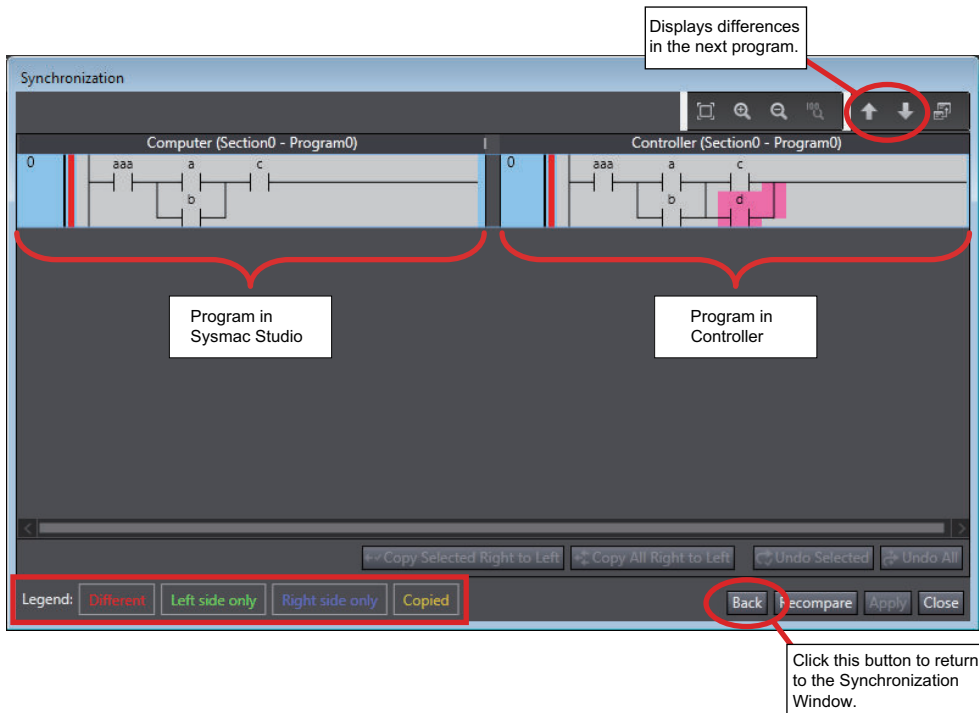 Displays differences
in the next program.
Synchronization
100
Computer (Section0 - Program0)
Controller (Section0 - Program0)
0 aaa a c
b
0 aaa a c
b d
Program in
Sysmac Studio
Program in
Controller
Copy Selected Right to Left Copy All Right to Left Undo Selected Undo All
Legend: Different Left side only Right side only Copied
Back Recompare Apply Close
Click this button to return
to the Synchronization
Window.